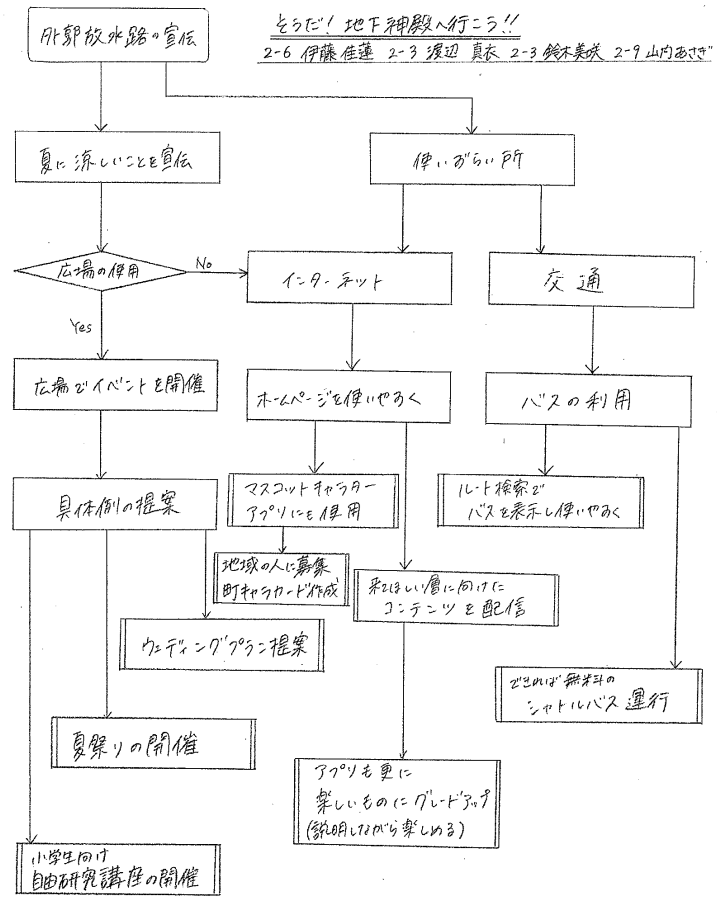 外郭放水路の宣伝
そうだ!地下神殿へ行こう!!
2-6 伊藤佳蓮 2-3 渡辺 真衣 2-3 鈴木美咲 2-9 山内あさぎ
夏に涼しいことを宣伝
使いづらい所
広場の使用
No
Yes
インターネット
交通
広場でイベントを開催
ホームページを使いやすく
バスの利用
具体例の提案
マスコットキャラクター
アプリにも使用
ルート検索で
バスを表示し使いやすく
地域の人に募集
町キャラカード作成
来てほしい層に向けた
コンテンツを配信
ウェディングプラン提案
できれば無料の
シャトルバス運行
夏祭りの開催
アプリも更に
楽しいものにグレードアップ
(説明しながら楽しめる)
小学生向け
自由研究講座の開催